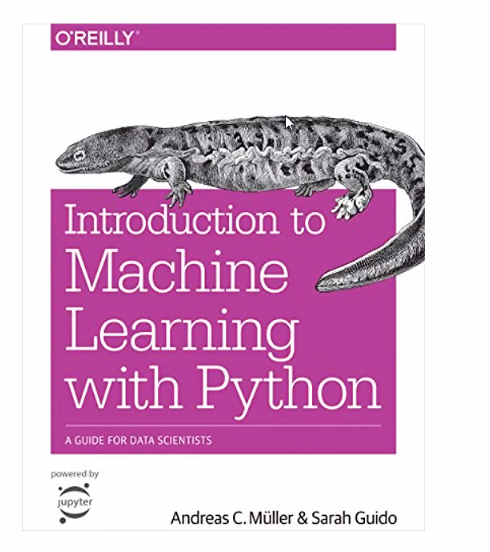 O'REILLY®
Introduction to
Machine
Learning
with Python
A GUIDE FOR DATA SCIENTISTS
powered by
jupyter
Andreas C. Müller & Sarah Guido